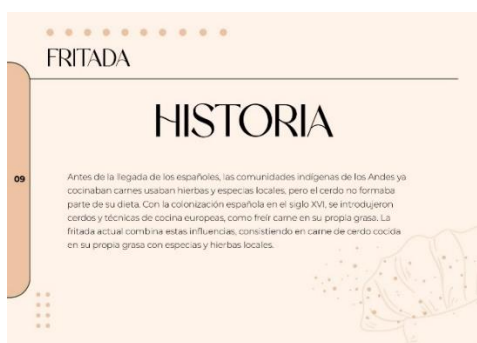 FRITADA
HISTORIA
09
Antes de la llegada de los españoles, las comunidades indígenas de los Andes ya
cocinaban carnes usaban hierbas y especias locales, pero el cerdo no formaba
parte de su dieta. Con la colonización española en el siglo XVI, se introdujeron
cerdos y técnicas de cocina europeas, como freír carne en su propia grasa. La
fritada actual combina estas influencias, consistiendo en carne de cerdo cocida
en su propia grasa con especias y hierbas locales.